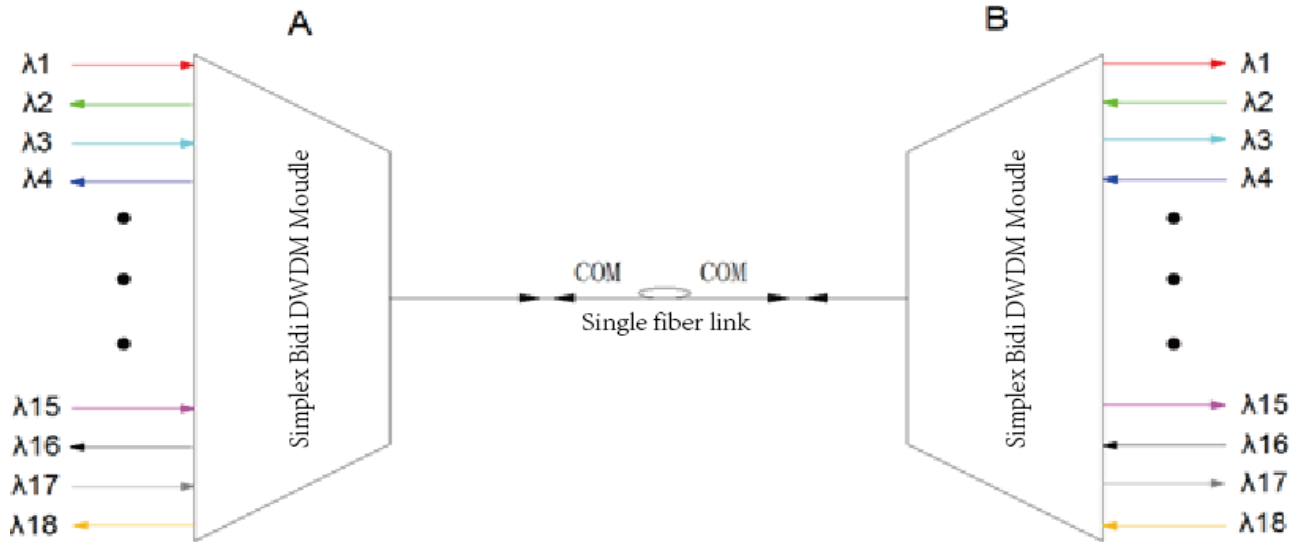 A
B
λ1
λ2
λ3
λ4
λ15
λ16
λ17
λ18
Simplex Bidi DWDM Moudle
COM
COM
Single fiber link
Simplex Bidi DWDM Moudle
λ1
λ2
λ3
λ4
λ15
λ16
λ17
λ18